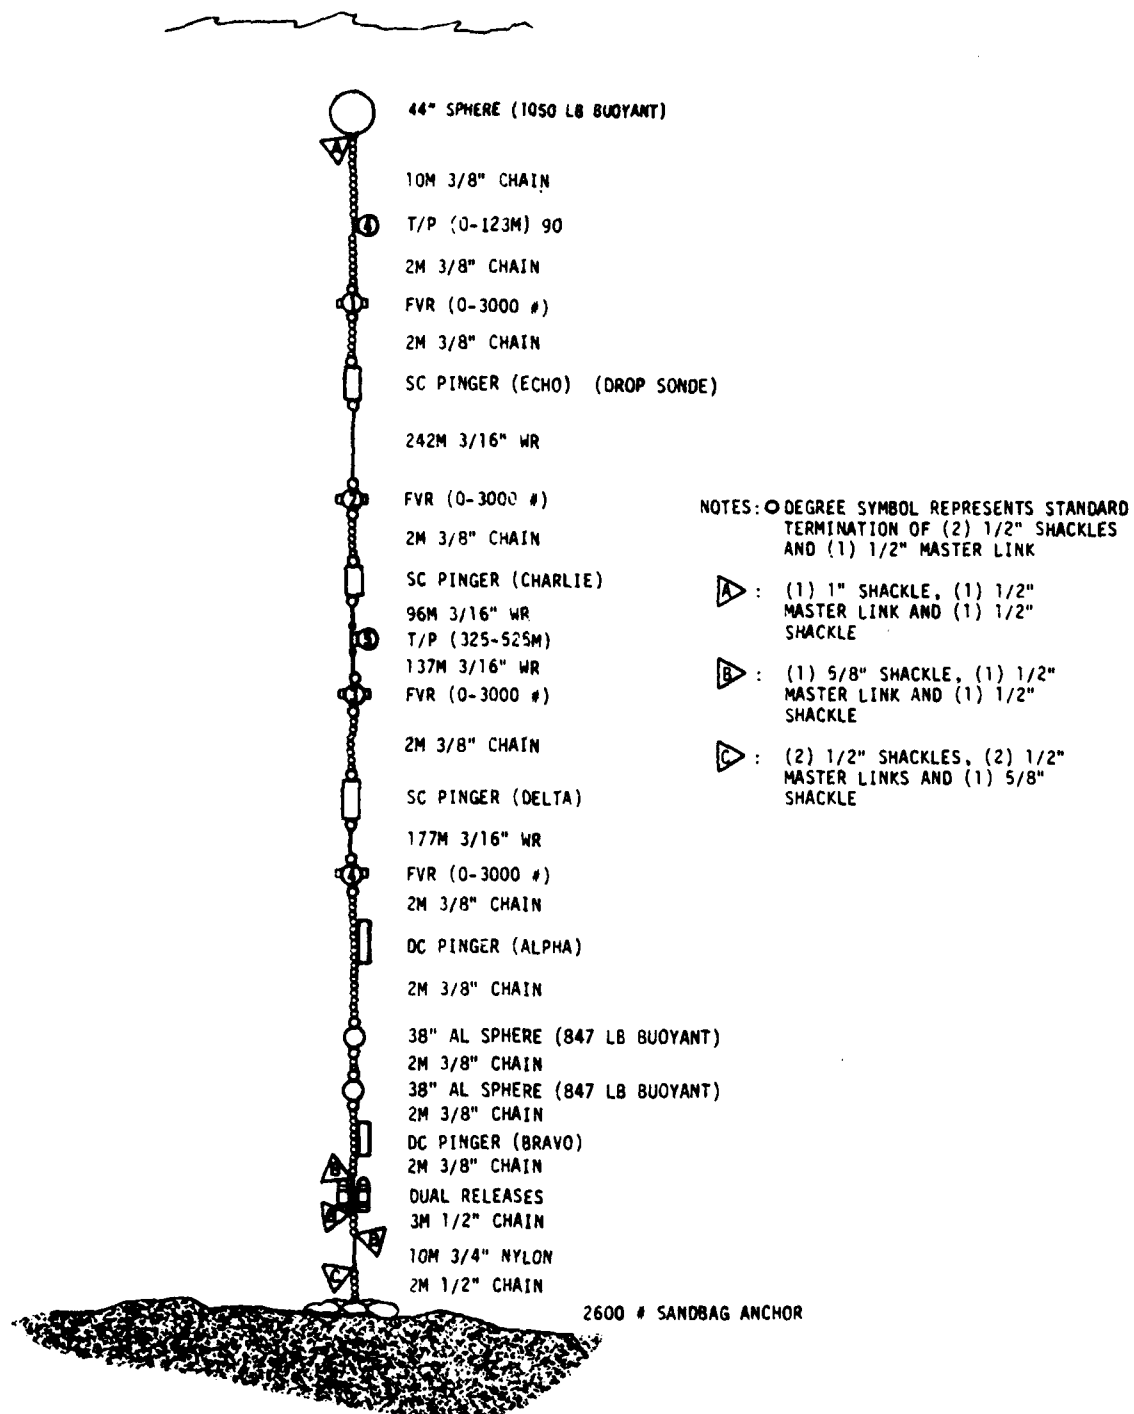 44" SPHERE (1050 LB BUOYANT)
A
10M 3/8" CHAIN
T/P (0-123M) 90
2M 3/8" CHAIN
FVR (0-3000 #)
2M 3/8" CHAIN
SC PINGER (ECHO) (DROP SONDE)
242M 3/16" WR
2
FVR (0-3000 #)
2M 3/8" CHAIN
SC PINGER (CHARLIE)
96M 3/16" WR
T/P (325-525M)
137M 3/16" WR
FVR (0-3000 #)
2M 3/8" CHAIN
SC PINGER (DELTA)
177M 3/16" WR
4
FVR (0-3000 #)
2M 3/8" CHAIN
DC PINGER (ALPHA)
2M 3/8" CHAIN
38" AL SPHERE (847 LB BUOYANT)
2M 3/8" CHAIN
38" AL SPHERE (847 LB BUOYANT)
2M 3/8" CHAIN
DC PINGER (BRAVO)
2M 3/8" CHAIN
B
DUAL RELEASES
3M 1/2" CHAIN
B
10M 3/4" NYLON
C
2M 1/2" CHAIN
2600 # SANDBAG ANCHOR
NOTES: O DEGREE SYMBOL REPRESENTS STANDARD
TERMINATION OF (2) 1/2" SHACKLES
AND (1) 1/2" MASTER LINK
A : (1) 1" SHACKLE, (1) 1/2"
MASTER LINK AND (1) 1/2"
SHACKLE
B : (1) 5/8" SHACKLE, (1) 1/2"
MASTER LINK AND (1) 1/2"
SHACKLE
C : (2) 1/2" SHACKLES, (2) 1/2"
MASTER LINKS AND (1) 5/8"
SHACKLE